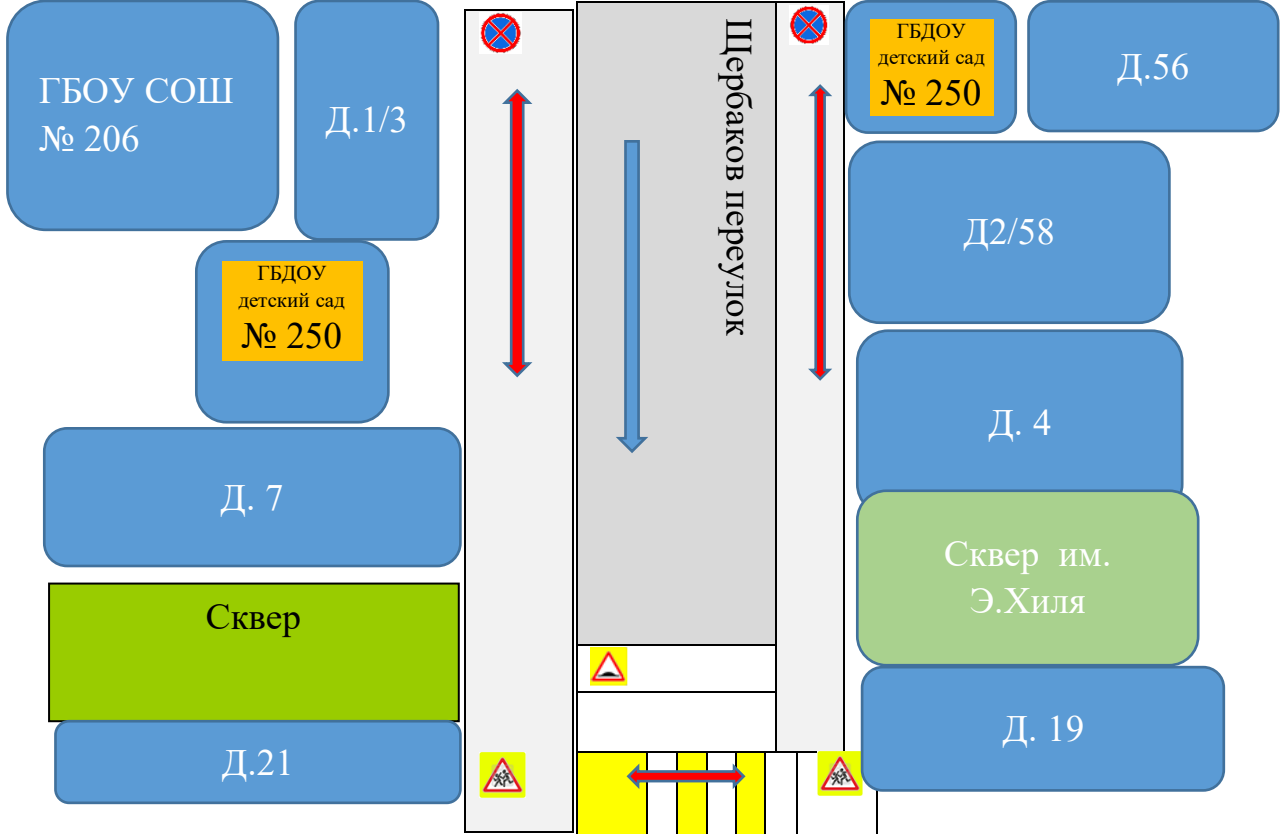 ГБОУ СОШ
№ 206
Д.1/3
ГБДОУ
детский сад
№ 250
Д. 7
Сквер
Д.21
Щербаков переулок
ГБДОУ
детский сад
№ 250
Д.56
Д2/58
Д. 4
Сквер им.
Э.Хиля
Д. 19